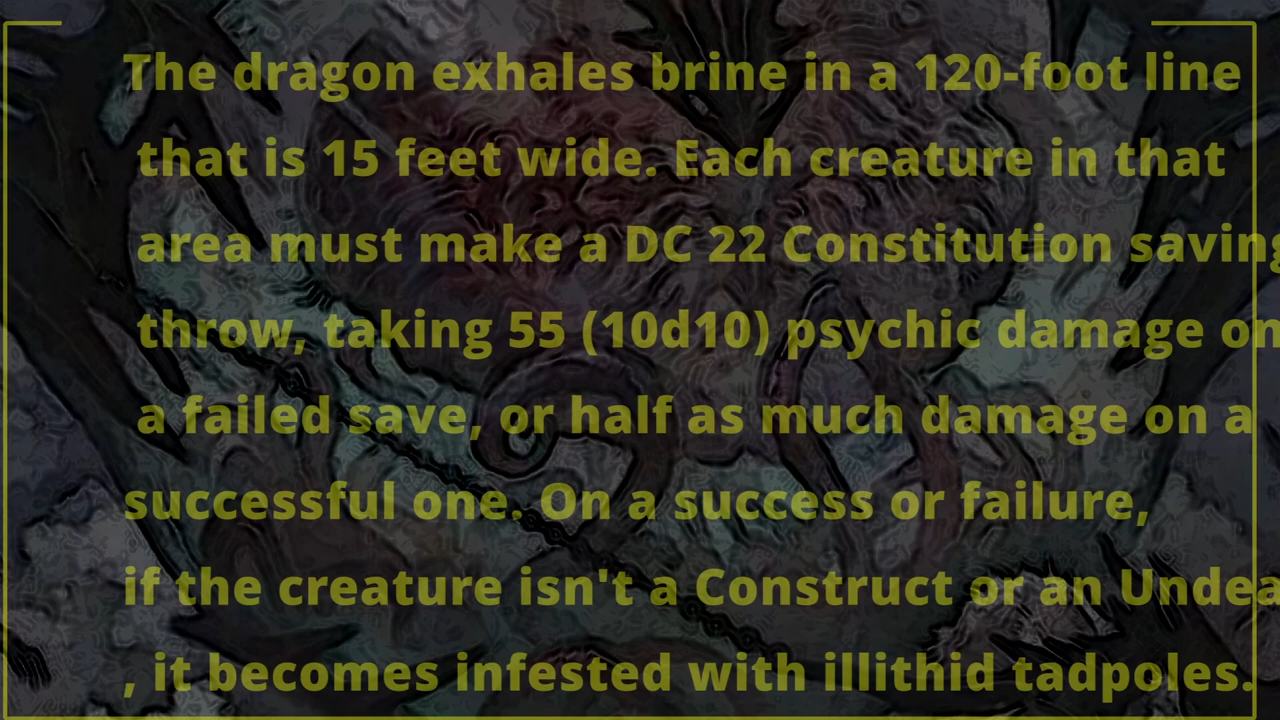 The dragon exhales brine in a 120-foot line
that is 15 feet wide. Each creature in that
area must make a DC 22 Constitution saving
throw, taking 55 (10d10) psychic damage on
a failed save, or half as much damage on a
successful one. On a success or failure,
if the creature isn't a Construct or an Undea
, it becomes infested with illithid tadpoles.